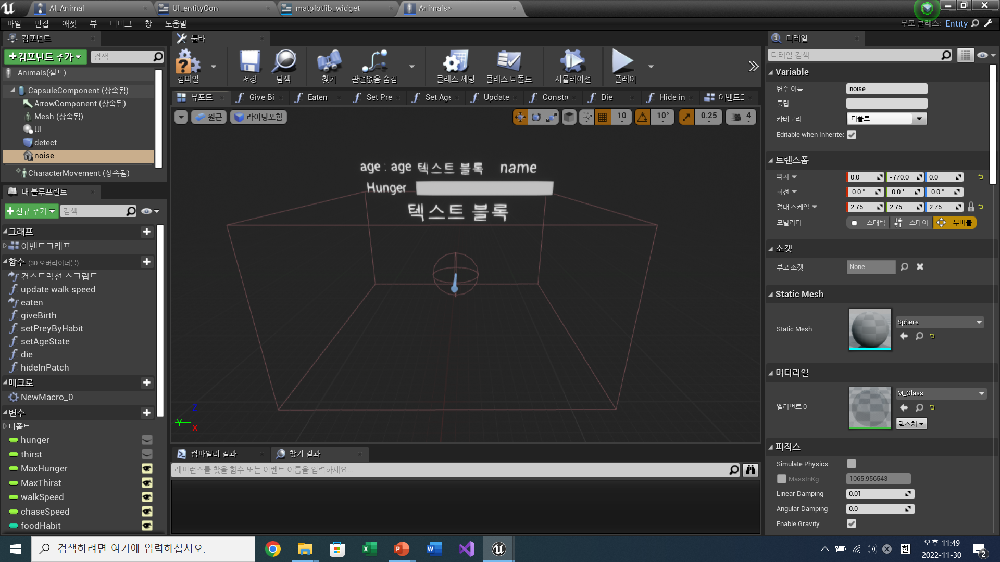 AI_Animal
UI_entityCon
matplotlib_widget
Animals*
파일 편집 애셋 뷰 디버그 창 도움말
부모 클래스: Entity
컴포넌트
+컴포넌트 추가
검색
Animals(셀프)
CapsuleComponent (상속됨)
ArrowComponent (상속됨)
Mesh (상속됨)
UI
detect
noise
CharacterMovement (상속됨)
내 블루프린트
+신규 추가
검색
그래프
이벤트그래프
함수 (30 오버라이더블)
컨스트럭션 스크립트
update walk speed
eaten
giveBirth
setPreyByHabit
setAgeState
die
hideInPatch
매크로
NewMacro_0
변수
디폴트
hunger
thirst
MaxHunger
MaxThirst
walkSpeed
chaseSpeed
foodHabit
툴바
컴파일
저장
탐색
찾기
관련없음 숨김
클래스 세팅
클래스 디폴트
시뮬레이션
플레이
뷰포트
Give Bi
Eaten
Set Pre
Set Age
Update
Constru
Die
Hide in
이벤트그
원근
라이팅포함
10
10°
0.25
4
age : age 텍스트 블록 name
Hunger
텍스트 블록
Z
Y
X
컴파일러 결과
찾기 결과
레퍼런스를 찾을 함수 또는 이벤트 이름을 입력하세요...
디테일
디테일 검색
Variable
변수 이름 noise
툴팁
카테고리 디폴트
Editable when Inherited
트랜스폼
위치 0.0 -770.0 0.0
회전 0.0 ° 0.0 ° 0.0 °
절대 스케일 2.75 2.75 2.75
모빌리티 스태틱 스테이. 무버블
소켓
부모 소켓 None
Static Mesh
Static Mesh Sphere
머티리얼
엘리먼트 0 M_Glass
텍스처
피직스
Simulate Physics
MassInKg 1065.956543
Linear Damping 0.01
Angular Damping 0.0
Enable Gravity
검색하려면 여기에 입력하십시오.
한
오후 11:49
2022-11-30
2